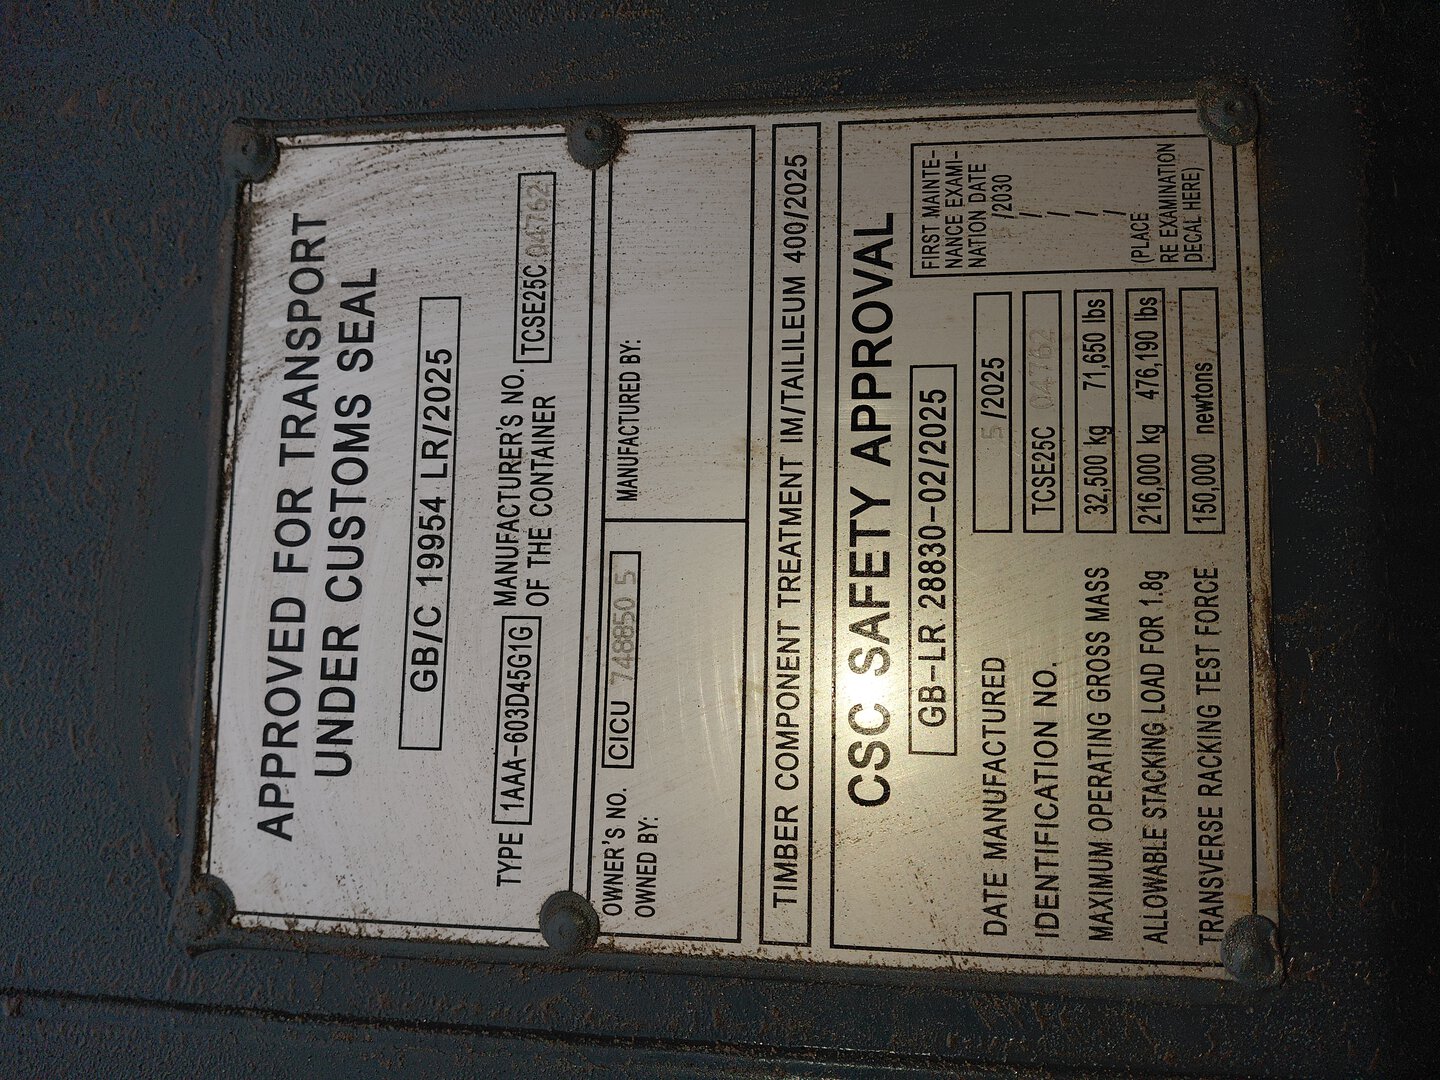 APPROVED FOR TRANSPORT
UNDER CUSTOMS SEAL
GB/C 19954 LR/2025
TYPE 1AAA-603D45G1G MANUFACTURER'S NO.
OF THE CONTAINER TCSE25C 047162
OWNER'S NO. CICU 748850 5
OWNED BY:
MANUFACTURED BY:
TIMBER COMPONENT TREATMENT IM/TAILILEUM 400/2025
CSC SAFETY APPROVAL
GB-LR 28830-02/2025
DATE MANUFACTURED 5 /2025
IDENTIFICATION NO. TCSE25C 047162
MAXIMUM OPERATING GROSS MASS 32,500 kg 71,650 lbs
ALLOWABLE STACKING LOAD FOR 1.8g 216,000 kg 476,190 lbs
TRANSVERSE RACKING TEST FORCE 150,000 newtons
FIRST MAINTE-
NANCE EXAMI-
NATION DATE
/2030
/
/
/
/
(PLACE
RE EXAMINATION
DECAL HERE)